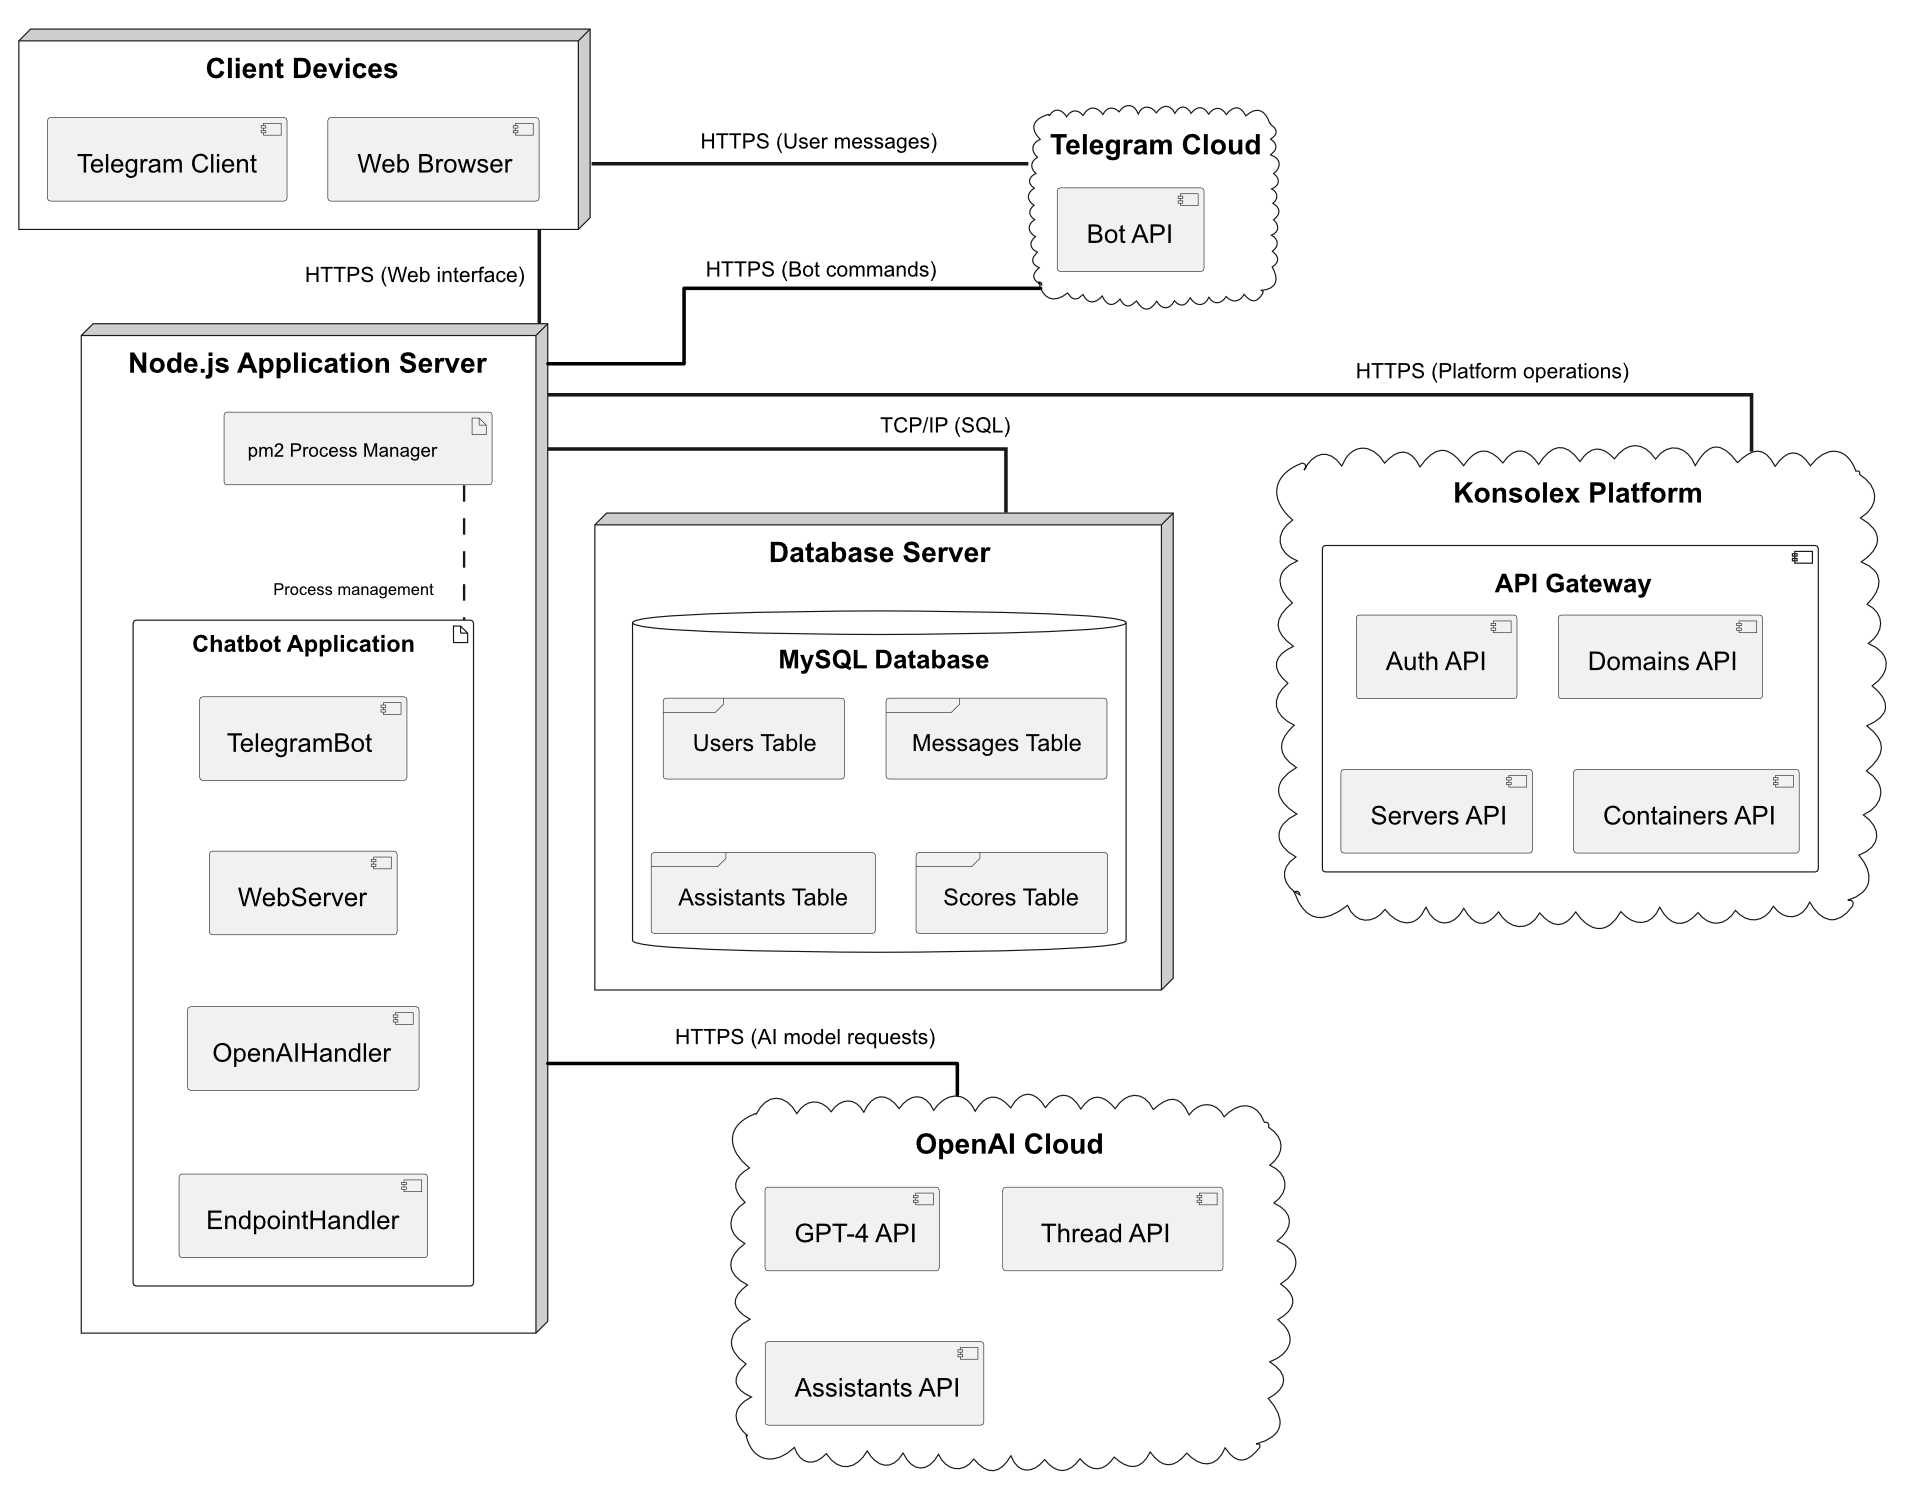 Client Devices
Telegram Client
Web Browser
HTTPS (User messages)
Telegram Cloud
Bot API
HTTPS (Web interface)
HTTPS (Bot commands)
Node.js Application Server
pm2 Process Manager
Process management
Chatbot Application
TelegramBot
WebServer
OpenAIHandler
EndpointHandler
HTTPS (Platform operations)
TCP/IP (SQL)
Database Server
MySQL Database
Users Table
Messages Table
Assistants Table
Scores Table
Konsolex Platform
API Gateway
Auth API
Domains API
Servers API
Containers API
HTTPS (AI model requests)
OpenAI Cloud
GPT-4 API
Thread API
Assistants API